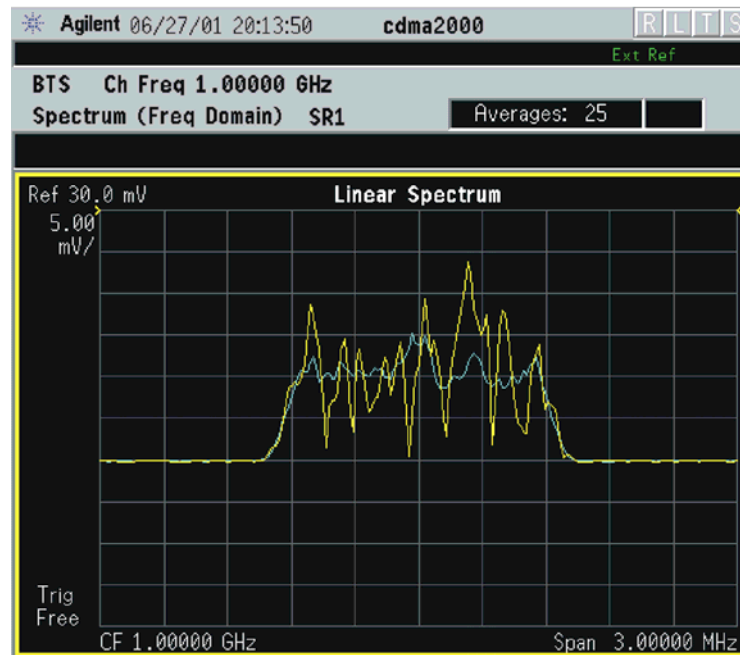 Agilent 06/27/01 20:13:50 cdma2000 R L T S
Ext Ref
BTS Ch Freq 1.00000 GHz
Spectrum (Freq Domain) SR1 Averages: 25
Ref 30.0 mV Linear Spectrum
5.00
mV/
Trig
Free
CF 1.00000 GHz Span 3.00000 MHz